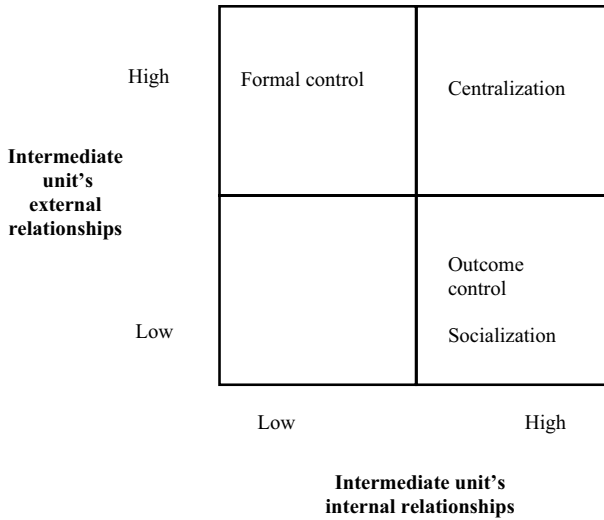 High
Formal control
Centralization
Intermediate
unit’s
external
relationships
Outcome
control
Low
Socialization
Low
High
Intermediate unit’s
internal relationships